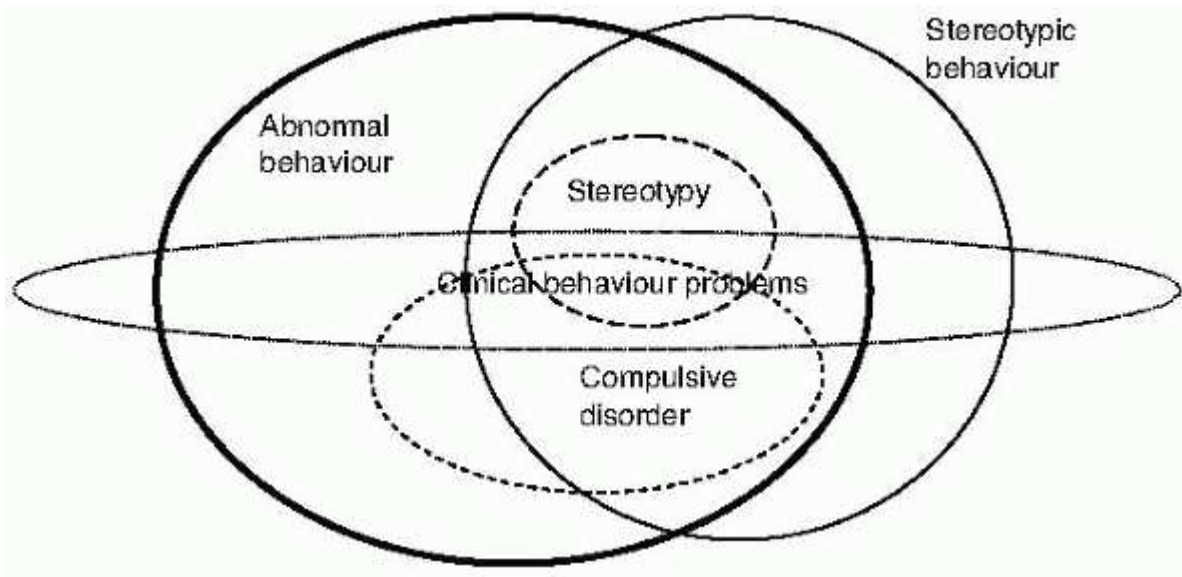 Stereotypic
behaviour
Abnormal
behaviour
Stereotypy
Clinical behaviour problems
Compulsive
disorder